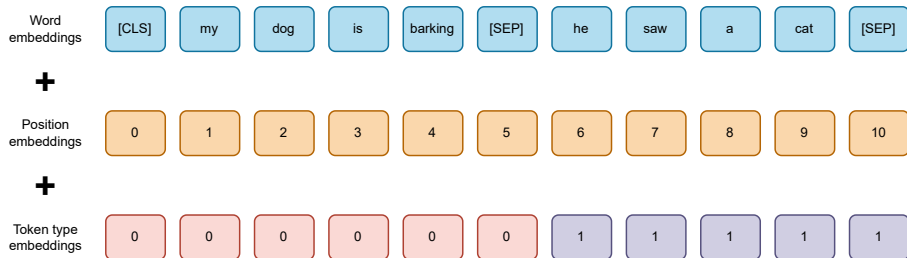 Word
embeddings
[CLS] my dog is barking [SEP] he saw a cat [SEP]
+
Position
embeddings
0 1 2 3 4 5 6 7 8 9 10
+
Token type
embeddings
0 0 0 0 0 0 1 1 1 1 1